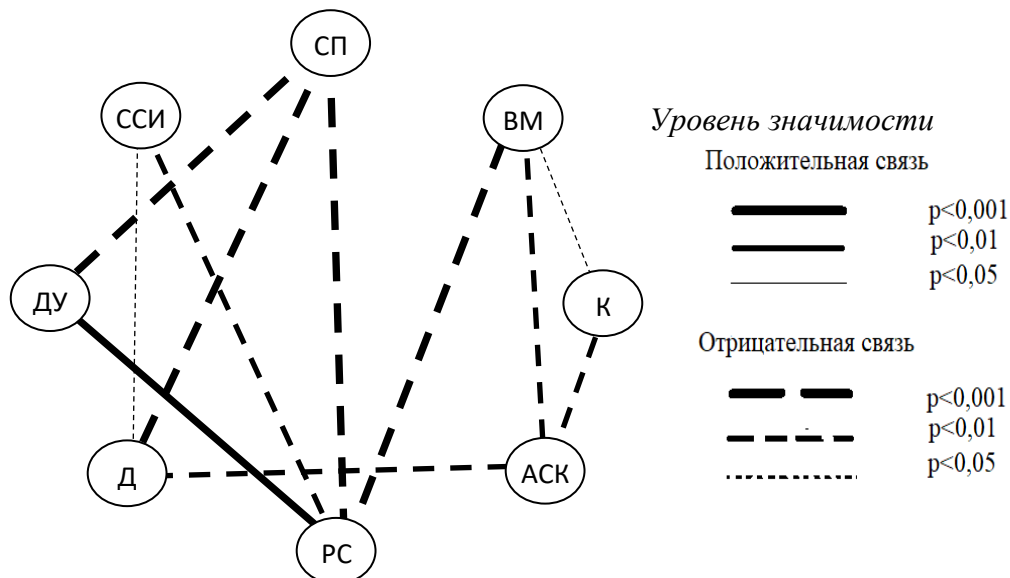 СП
ССИ
ВМ
ДУ
К
Д
АСК
РС
Уровень значимости
Положительная связь
p<0,001
p<0,01
p<0,05
Отрицательная связь
p<0,001
p<0,01
p<0,05